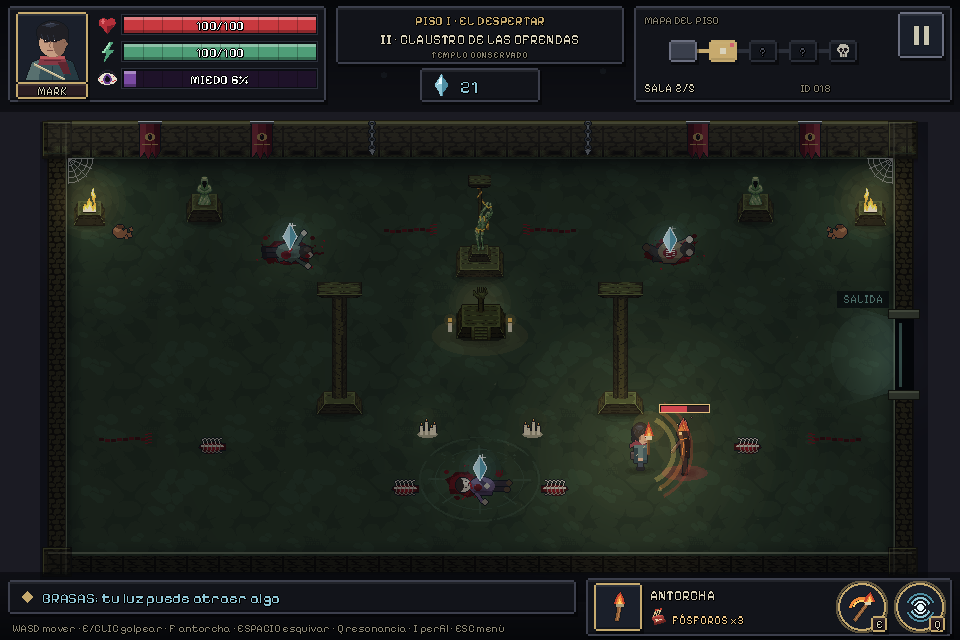 100/100
100/100
MIEDO 6%
MARK
PISO I · EL DESPERTAR
II · CLAUSTRO DE LAS OFRENDAS
TEMPLO CONSERVADO
21
MAPA DEL PISO
? ?
SALA 2/5
ID 018
SALIDA
BRASAS: tu luz puede atraer algo
WASD mover · E/CLIC golpear · F antorcha · ESPACIO esquivar · Q resonancia · I perfil · ESC menú
ANTORCHA
FÓSFOROS x3
E
Q